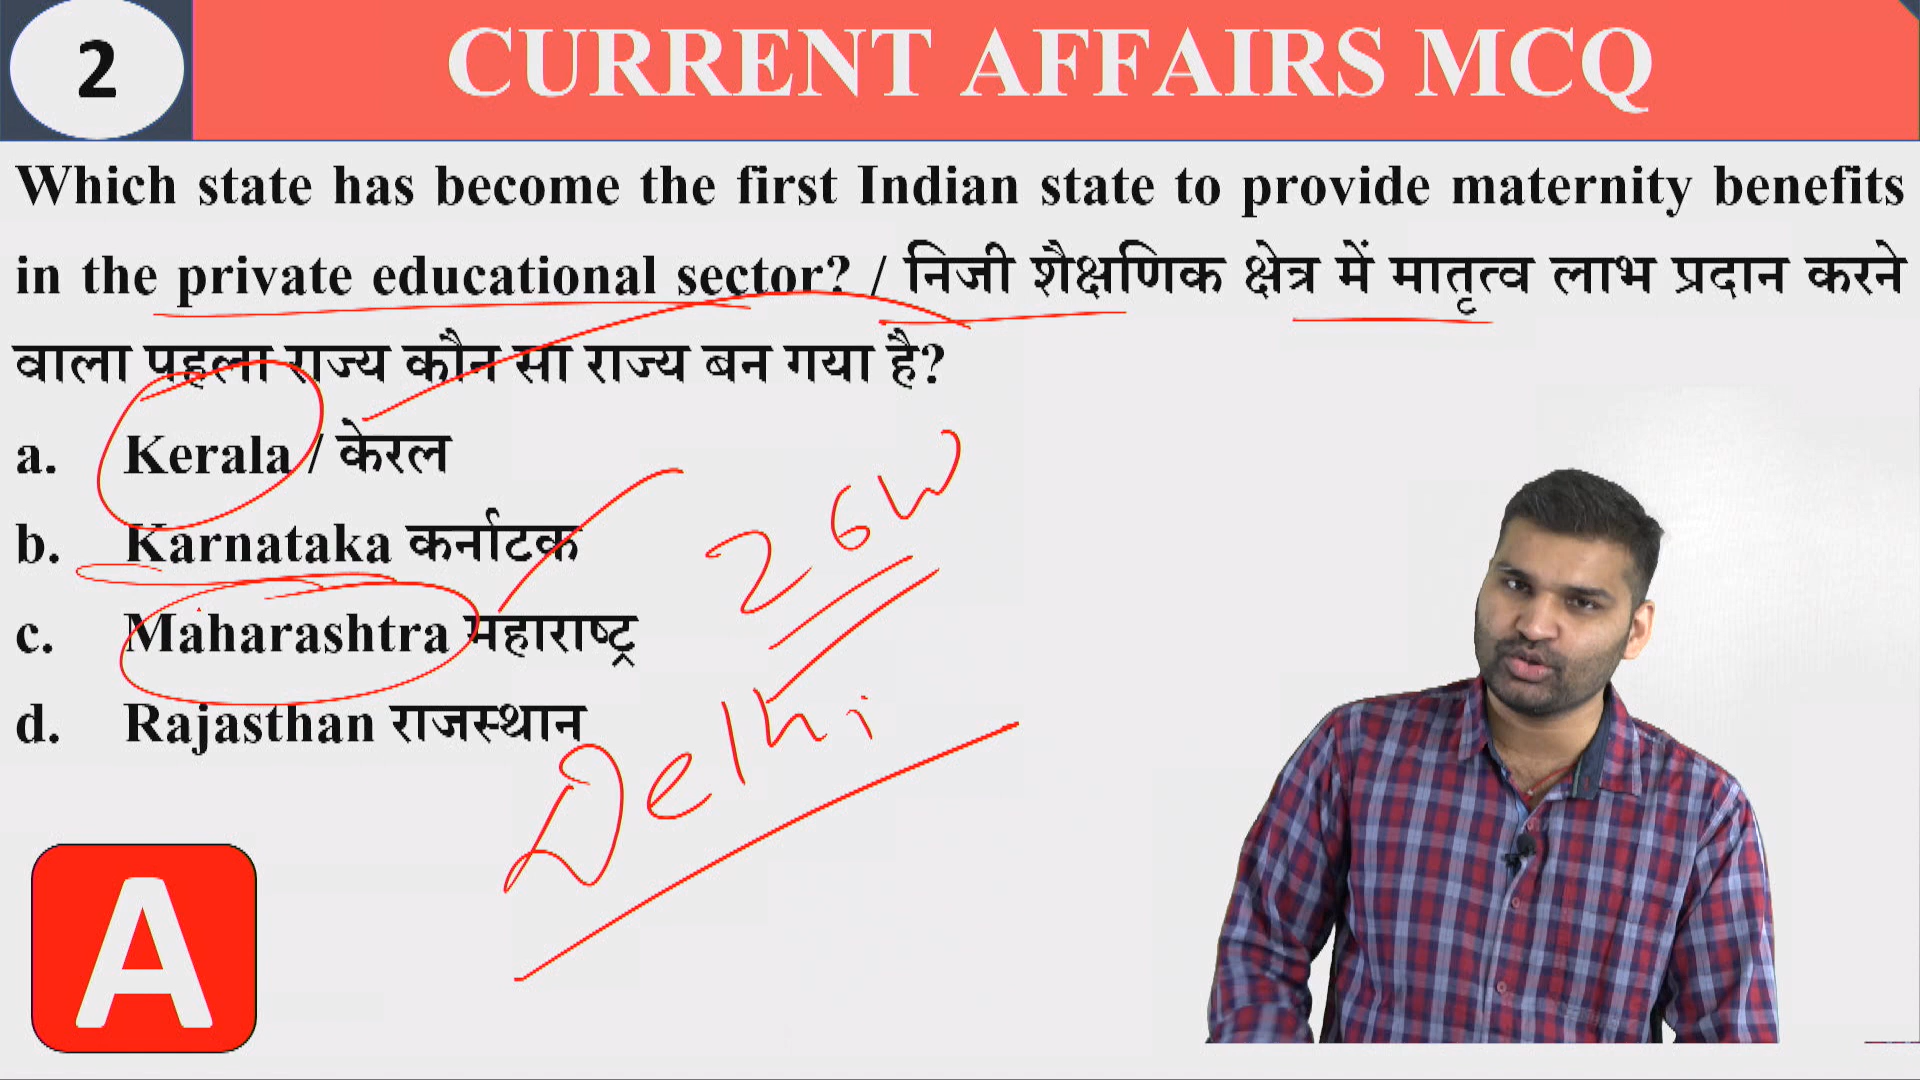 2
CURRENT AFFAIRS MCQ
Which state has become the first Indian state to provide maternity benefits
in the private educational sector? / निजी शैक्षणिक क्षेत्र में मातृत्व लाभ प्रदान करने
वाला पहला राज्य कौन सा राज्य बन गया है?
a. Kerala / केरल
b. Karnataka कर्नाटक
c. Maharashtra महाराष्ट्र
d. Rajasthan राजस्थान
26W
Delhi
A